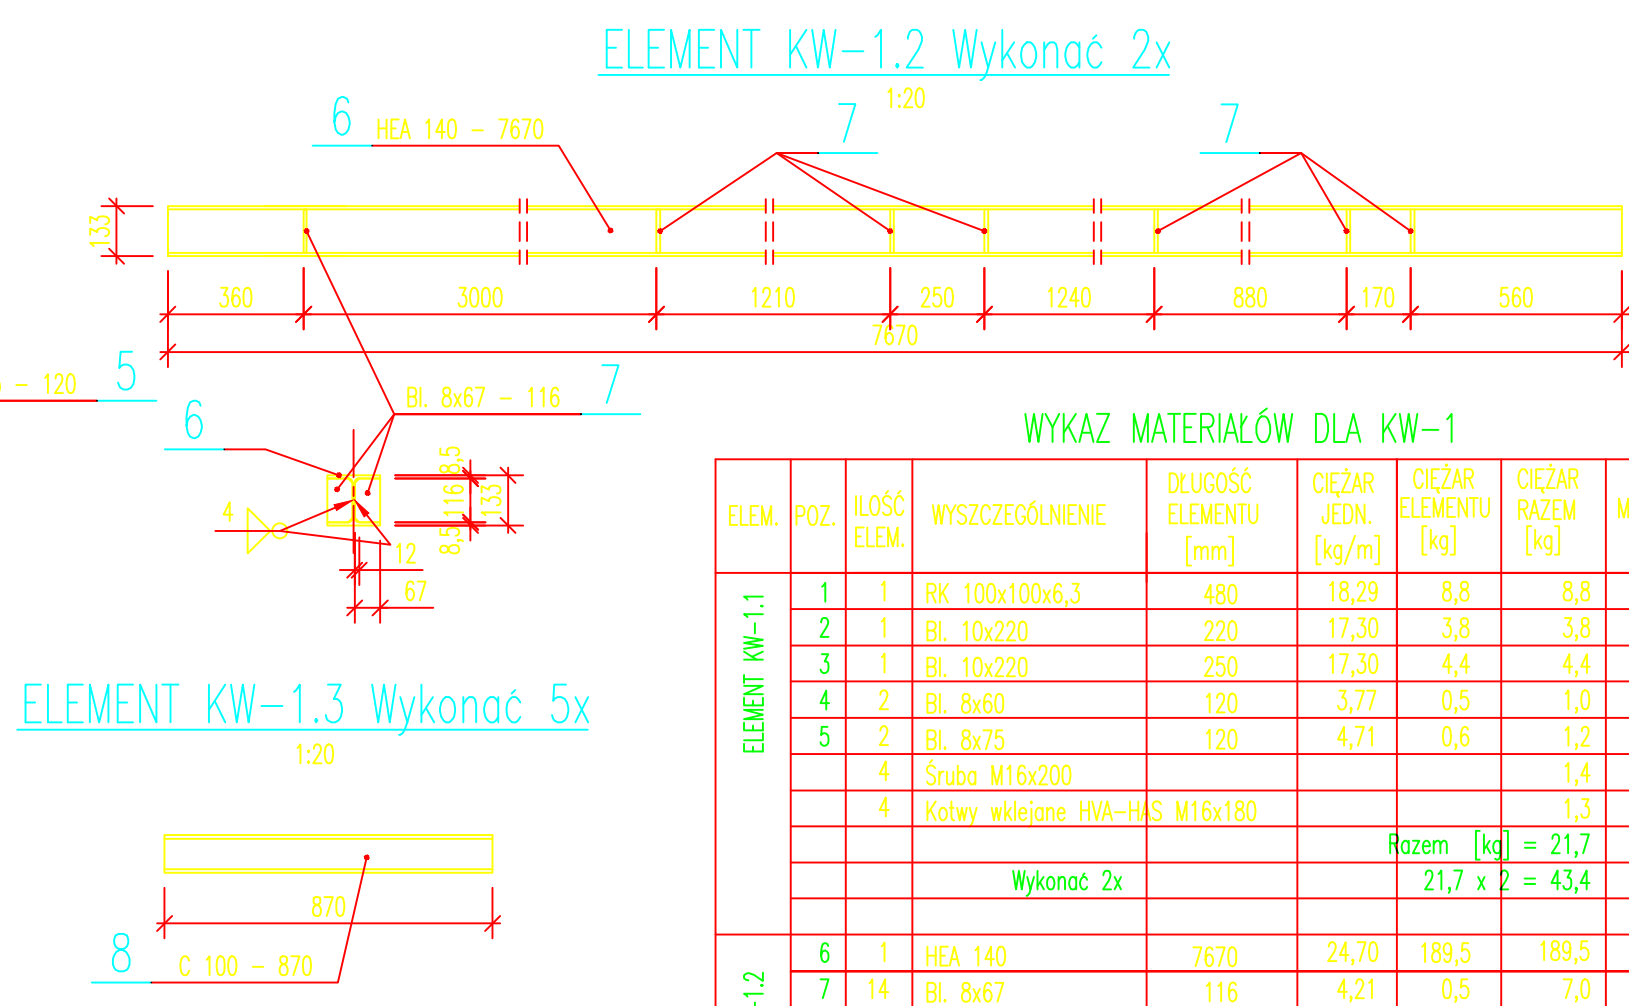 ELEMENT KW-1.2 Wykonać 2x
1:20
6
HEA 140 - 7670
7
7
133
360
3000
1210
250
1240
880
170
560
7670
- 120
5
6
Bl. 8x67 - 116
7
8,5
116
133
8,5
4
12
67
ELEMENT KW-1.3 Wykonać 5x
1:20
870
8
C 100 - 870
WYKAZ MATERIAŁÓW DLA KW-1
ELEM. POZ. ILOŚĆ ELEM. WYSZCZEGÓLNIENIE DŁUGOŚĆ ELEMENTU [mm] CIĘŻAR JEDN. [kg/m] CIĘŻAR ELEMENTU [kg] CIĘŻAR RAZEM [kg] M
ELEMENT KW-1.1
1 1 RK 100x100x6,3 480 18,29 8,8 8,8
2 1 Bl. 10x220 220 17,30 3,8 3,8
3 1 Bl. 10x220 250 17,30 4,4 4,4
4 2 Bl. 8x60 120 3,77 0,5 1,0
5 2 Bl. 8x75 120 4,71 0,6 1,2
4 Śruba M16x200 1,4
4 Kotwy wklejane HVA-HAS M16x180 1,3
Razem [kg] = 21,7
Wykonać 2x 21,7 x 2 = 43,4
-1.2
6 1 HEA 140 7670 24,70 189,5 189,5
7 14 Bl. 8x67 116 4,21 0,5 7,0